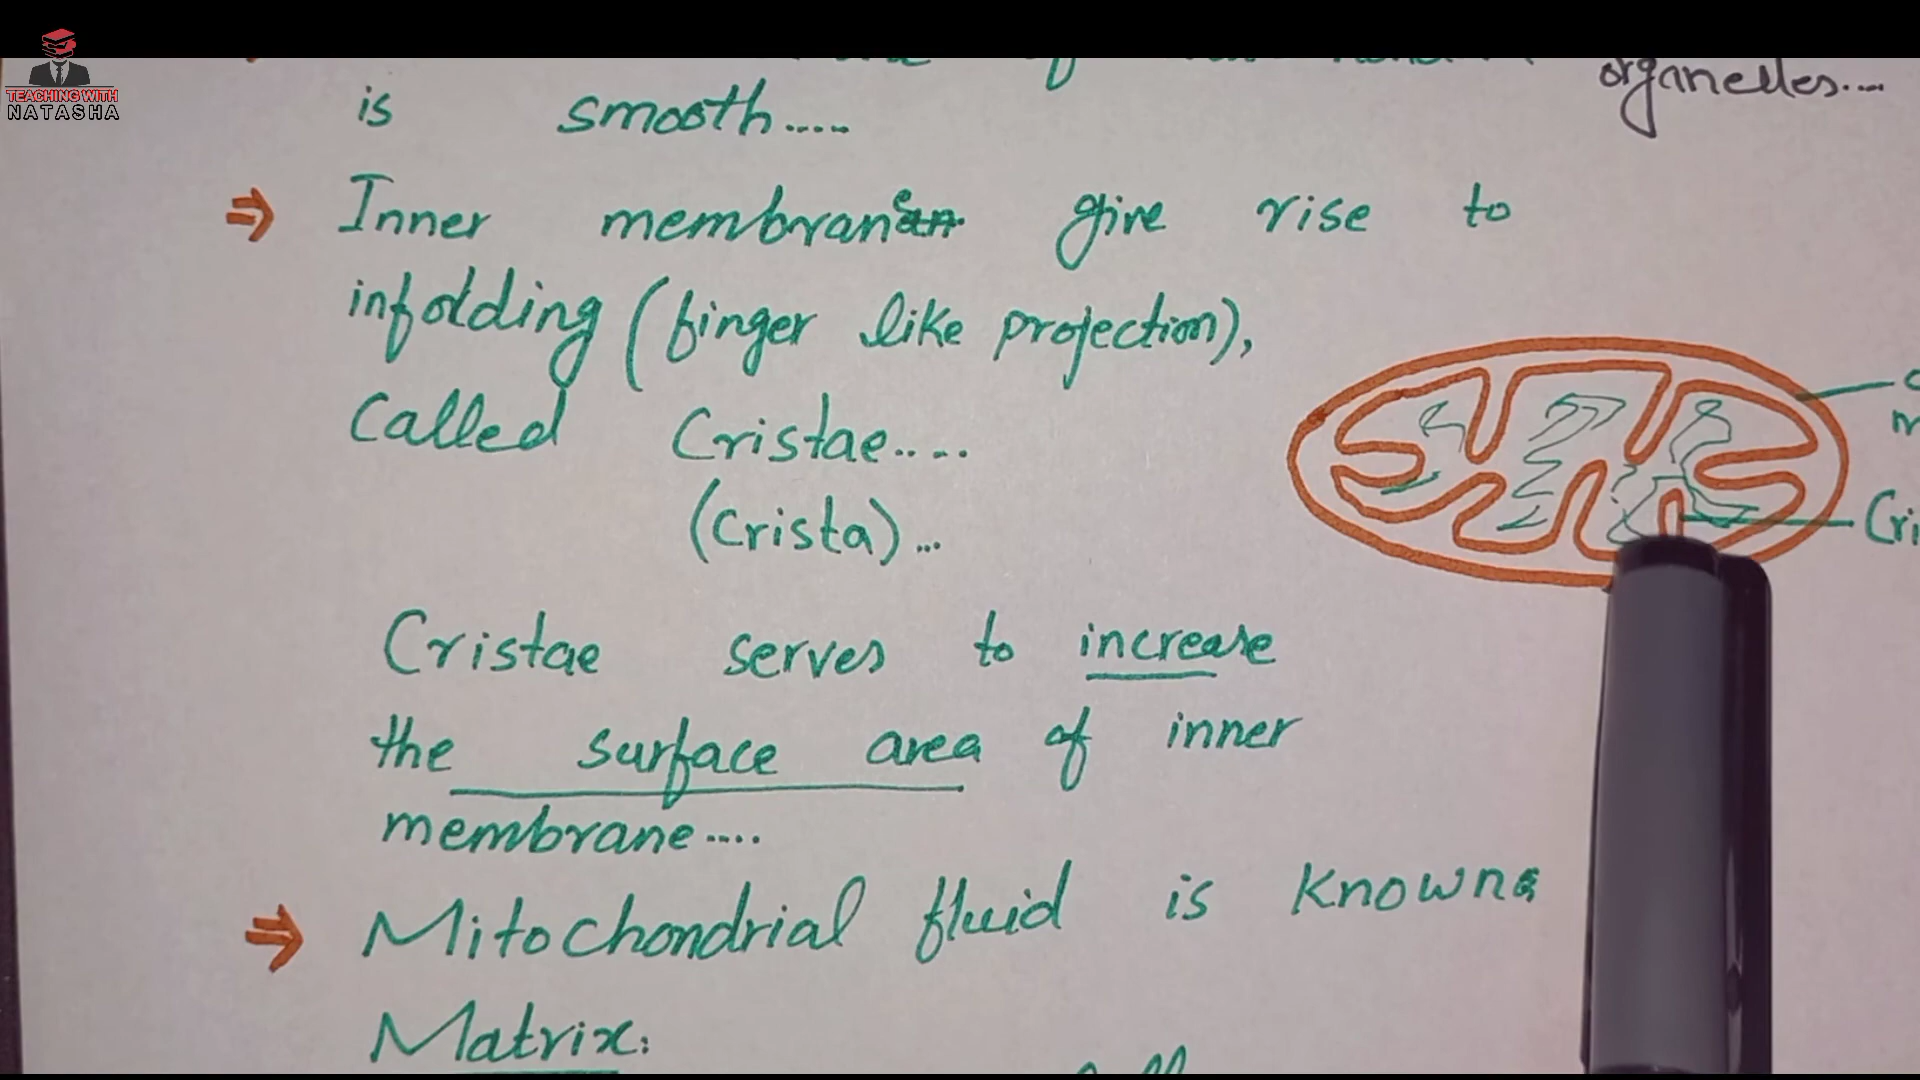 TEACHING WITH
NATASHA
organelles....
is smooth.....
⇒ Inner membrane give rise to
infolding (finger like projection),
Called Cristae....
(Crista)...
Cri
Cristae serves to increase
the surface area of inner
membrane....
⇒ Mitochondrial fluid is known
Matrix: